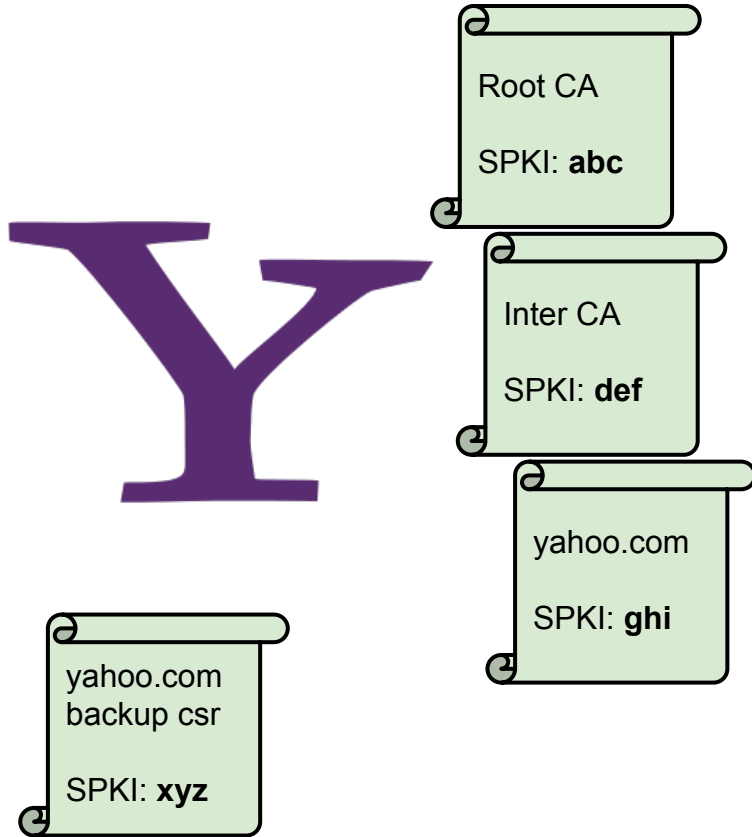 Root CA
SPKI: abc
Inter CA
SPKI: def
yahoo.com
SPKI: ghi
yahoo.com
backup csr
SPKI: xyz
Y